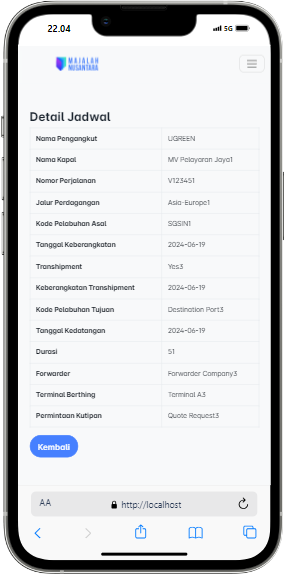 22.04 5G
MAJALAH
NUSANTARA
Detail Jadwal
Nama Pengangkut UGREEN
Nama Kapal MV Pelayaran Jaya1
Nomor Perjalanan V123451
Jalur Perdagangan Asia-Europe1
Kode Pelabuhan Asal SGSIN1
Tanggal Keberangkatan 2024-06-19
Transhipment Yes3
Keberangkatan Transhipment 2024-06-19
Kode Pelabuhan Tujuan Destination Port3
Tanggal Kedatangan 2024-06-19
Durasi 51
Forwarder Forwarder Company3
Terminal Berthing Terminal A3
Permintaan Kutipan Quote Request3
Kembali
AA http://localhost